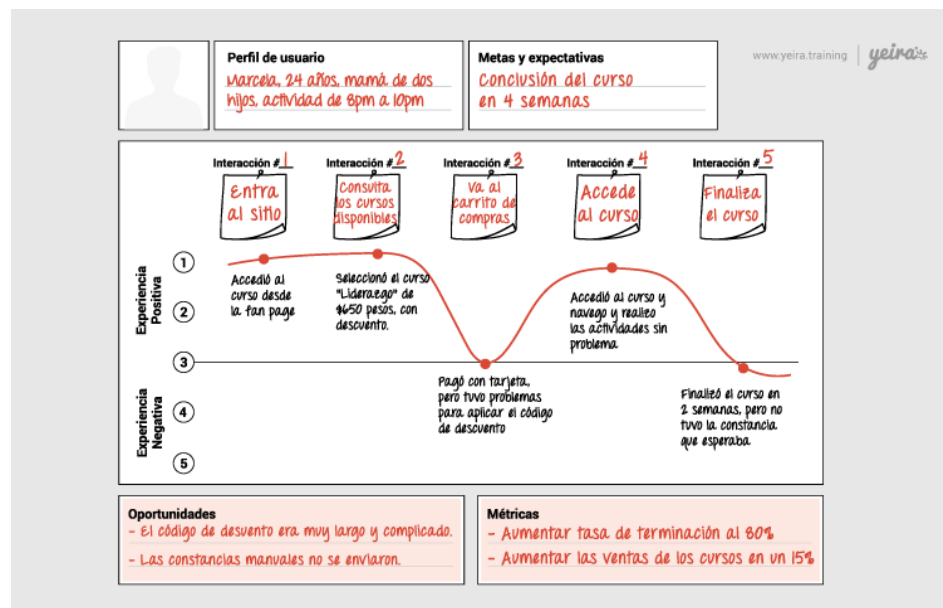 www.yeira.training
yeira
Perfil de usuario
Marcela, 24 años, mamá de dos
hijos, actividad de 8pm a 10pm
Metas y expectativas
Conclusión del curso
en 4 semanas
Interacción # 1
Entra
al sitio
Interacción # 2
Consulta
los cursos
disponibles
Interacción # 3
Va al
carrito de
compras
Interacción # 4
Accede
al curso
Interacción # 5
Finaliza
el curso
Experiencia
Positiva
1
2
3
Experiencia
Negativa
4
5
Accedió al
curso desde
la fan page
Seleccionó el curso
"Liderazgo" de
$650 pesos, con
descuento.
Pagó con tarjeta,
pero tuvo problemas
para aplicar el código
de descuento
Accedió al curso y
navego y realizo
las actividades sin
problema
Finalizó el curso en
2 semanas, pero no
tuvo la constancia
que esperaba
Oportunidades
- El código de desuento era muy largo y complicado.
- Las constancias manuales no se enviaron.
Métricas
- Aumentar tasa de terminación al 80%
- Aumentar las ventas de los cursos en un 15%